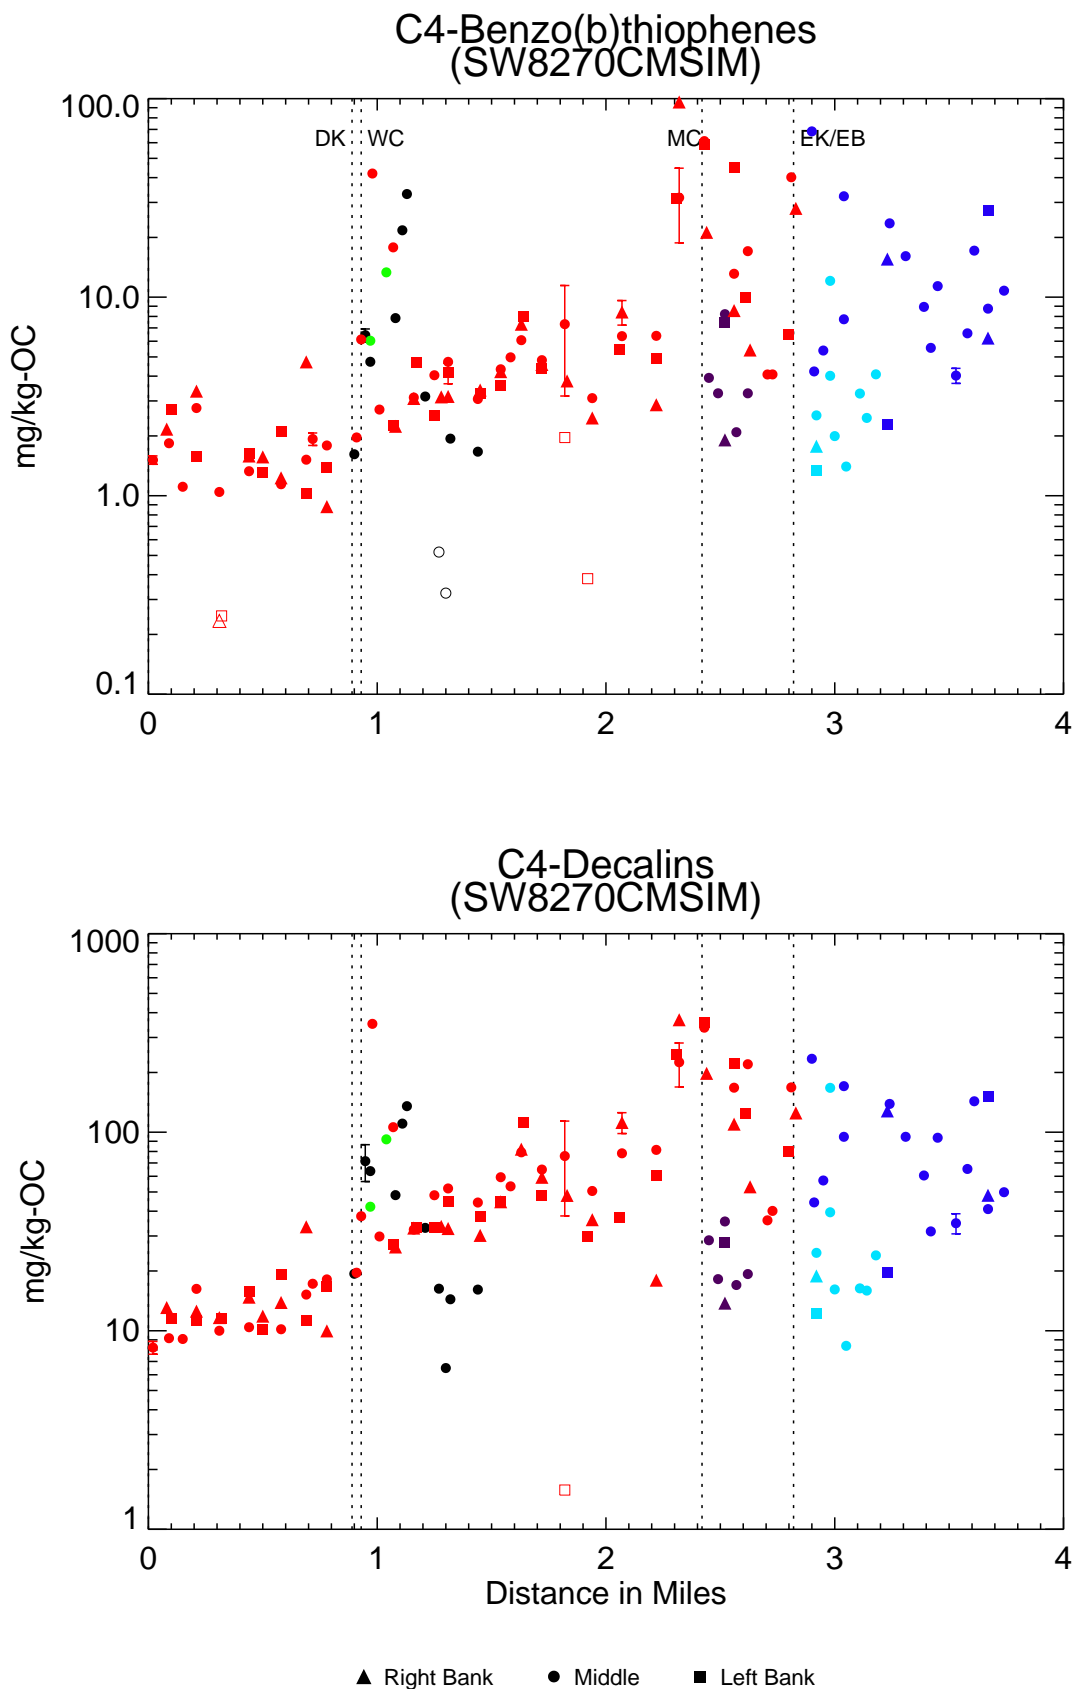 C4-Benzo(b)thiophenes
(SW8270CMSIM)
100.0
DK WC MC EK/EB
10.0
mg/kg-OC
1.0
0.1
0 1 2 3 4
C4-Decalins
(SW8270CMSIM)
1000
100
mg/kg-OC
10
1
0 1 2 3 4
Distance in Miles
Right Bank Middle Left Bank